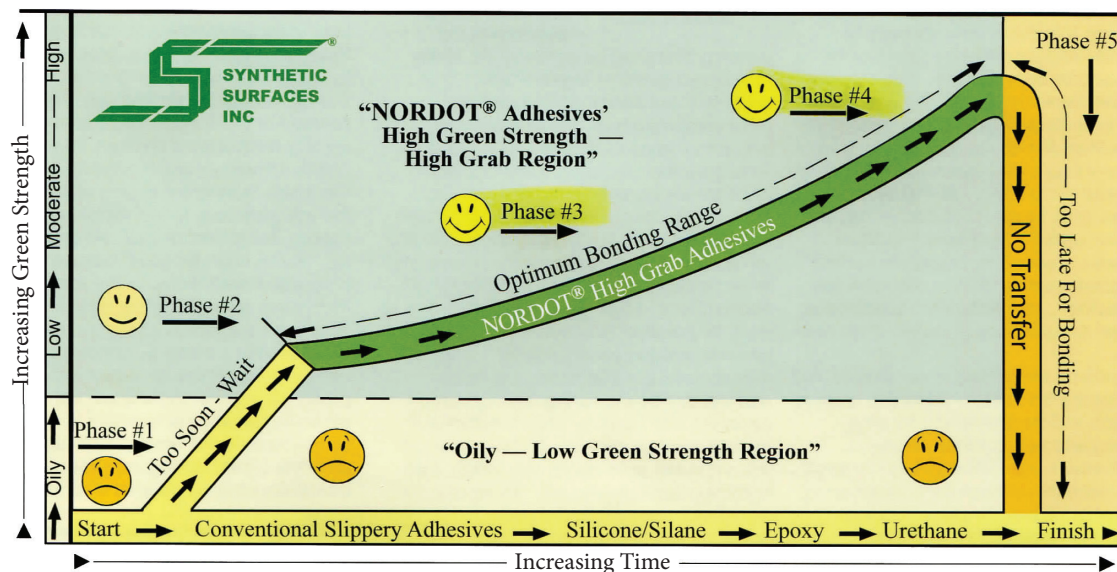 Increasing Green Strength
High
Moderate
Low
Oily
SYNTHETIC
SURFACES
INC
®
"NORDOT® Adhesives'
High Green Strength —
High Grab Region"
Phase #1
Phase #2
Phase #3
Phase #4
Phase #5
Too Soon - Wait
Optimum Bonding Range
NORDOT® High Grab Adhesives
No Transfer
Too Late For Bonding
"Oily — Low Green Strength Region"
Start Conventional Slippery Adhesives Silicone/Silane Epoxy Urethane Finish
Increasing Time